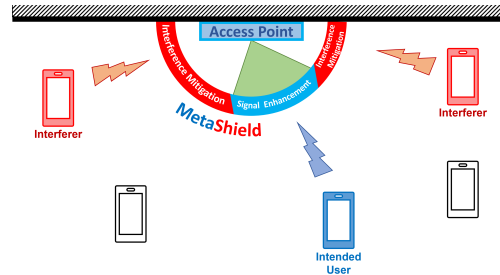 Access Point
Interference Mitigation
Signal Enhancement
Interference
Mitigation
MetaShield
Interferer
Interferer
Intended
User